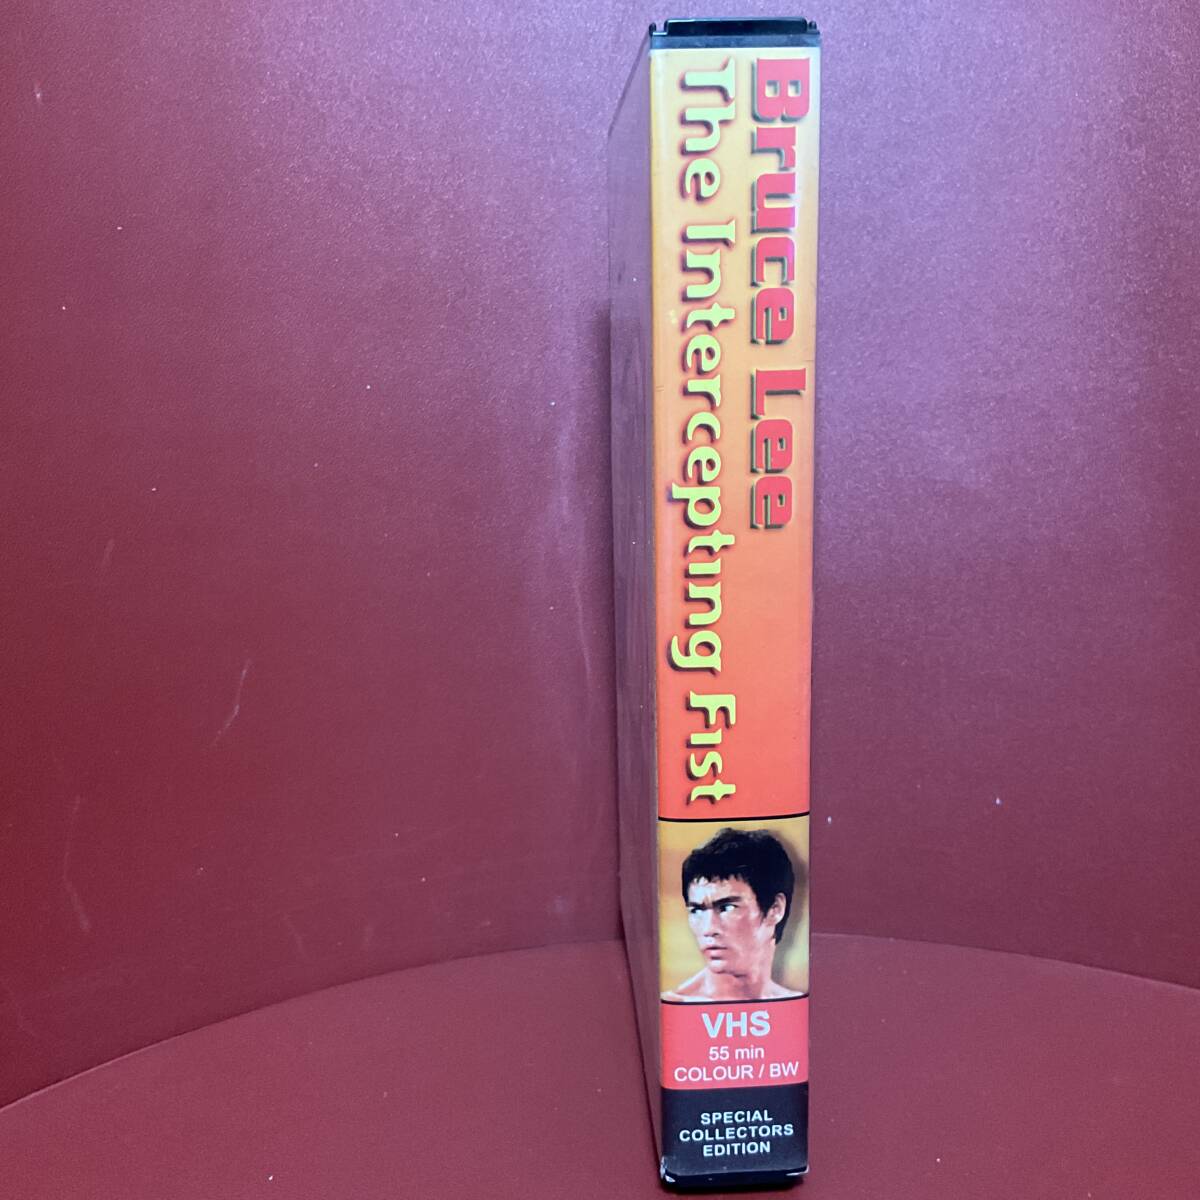 Bruce Lee
The Intercepting Fist
VHS
55 min
COLOUR / BW
SPECIAL
COLLECTORS
EDITION